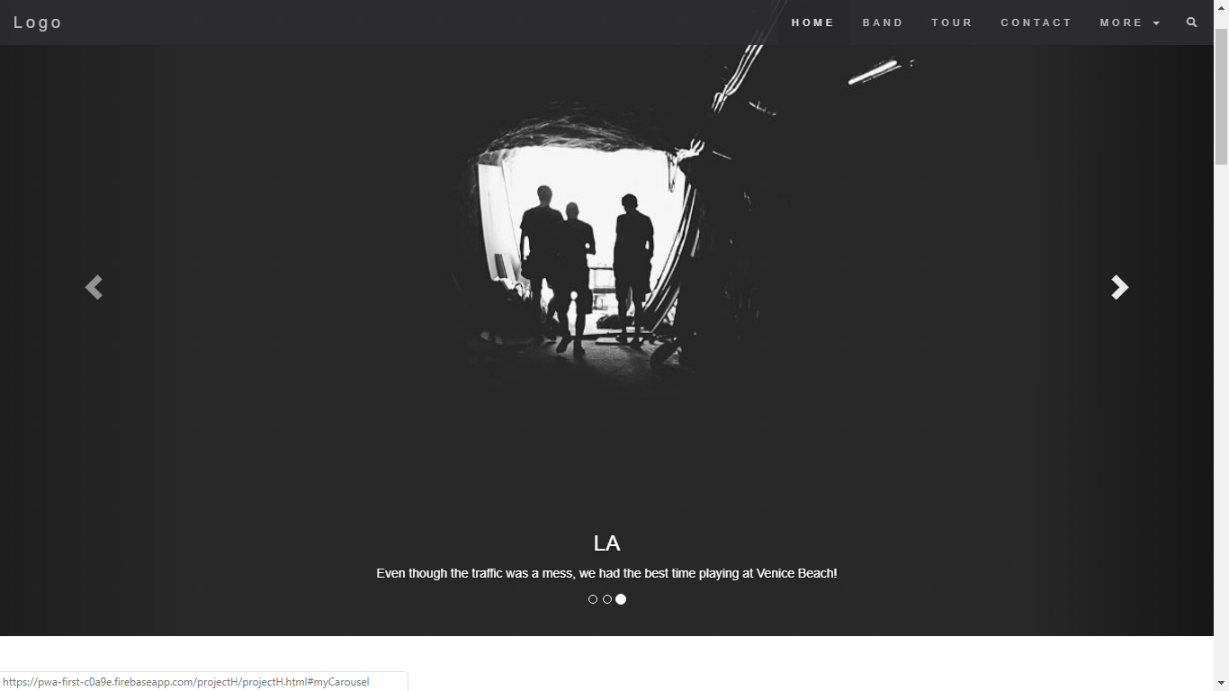 Logo
HOME
BAND
TOUR
CONTACT
MORE
LA
Even though the traffic was a mess, we had the best time playing at Venice Beach!
https://pwa-first-c0a9e.firebaseapp.com/projectH/projectH.html#myCarousel